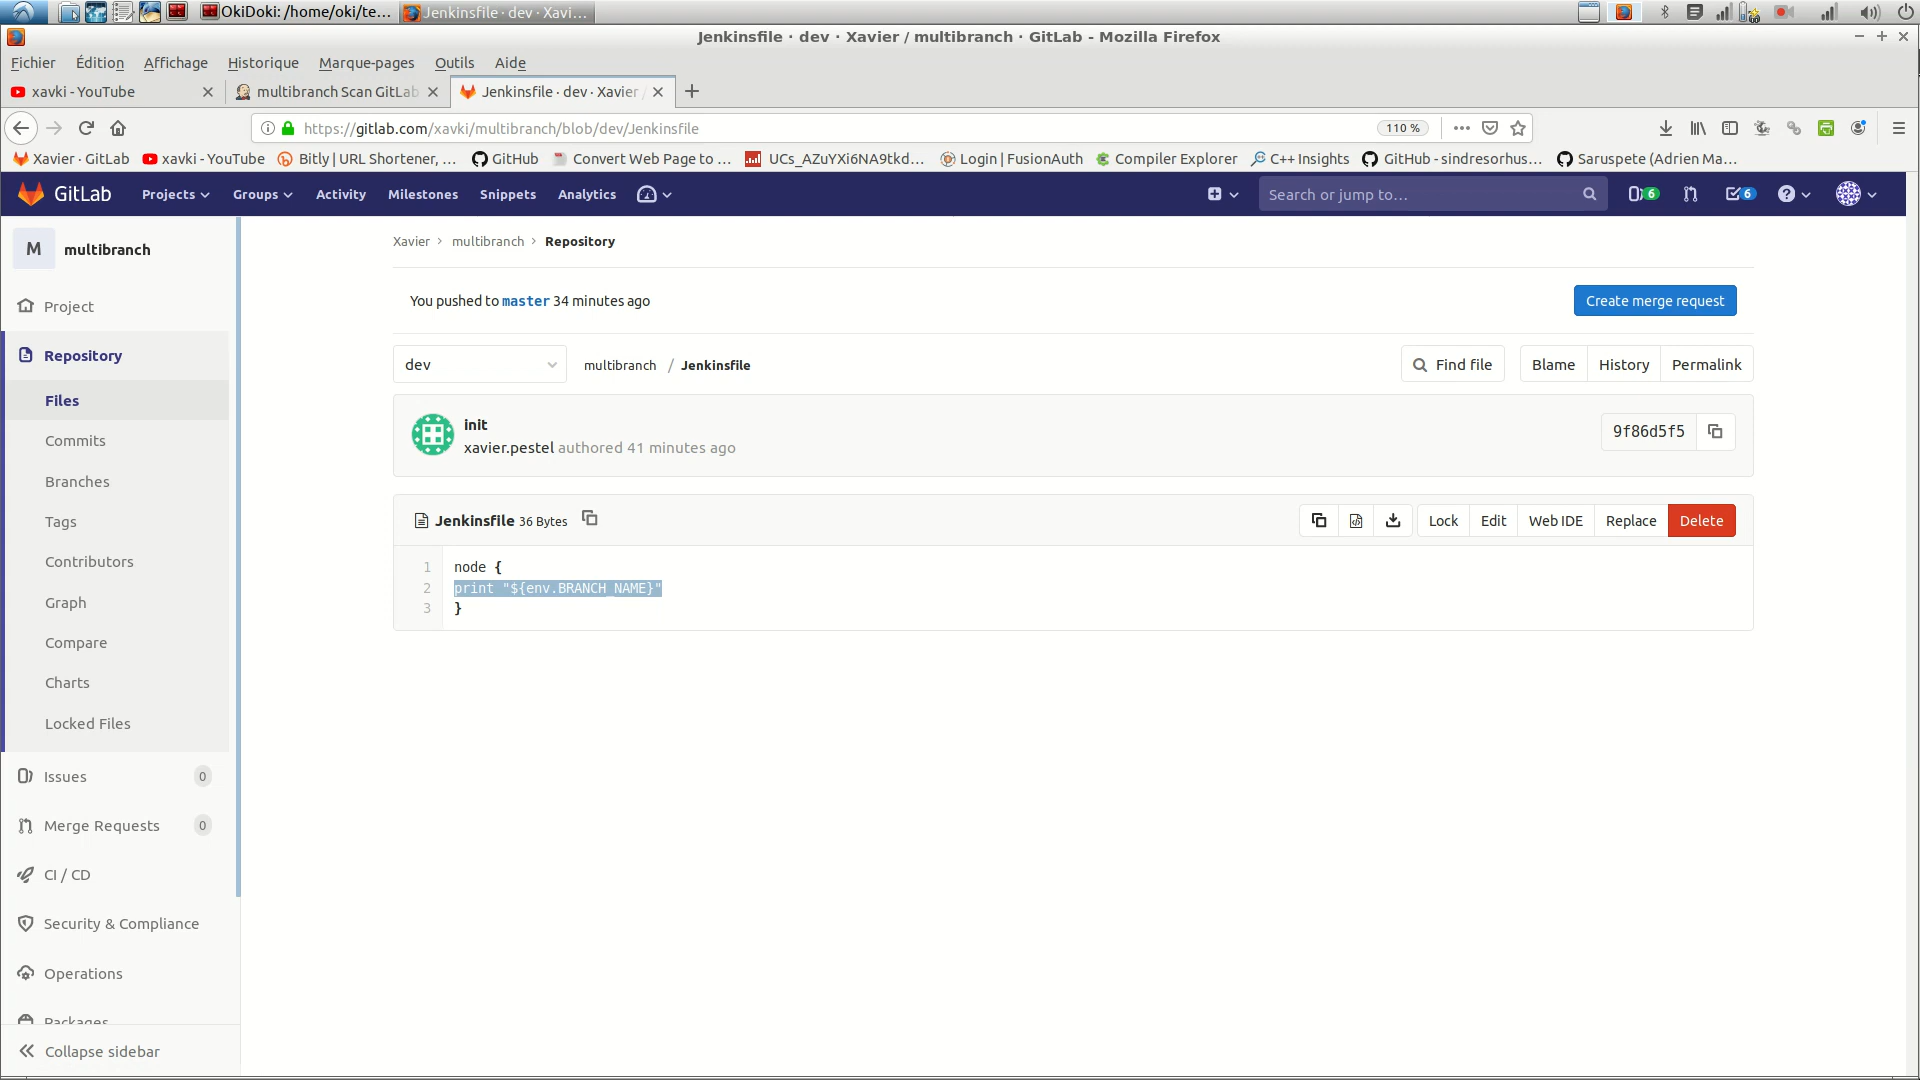 OkiDoki: /home/oki/te...
Jenkinsfile · dev · Xavi...
Jenkinsfile · dev · Xavier / multibranch · GitLab - Mozilla Firefox
Fichier Édition Affichage Historique Marque-pages Outils Aide
xavki - YouTube
multibranch Scan GitLab
Jenkinsfile · dev · Xavier /
https://gitlab.com/xavki/multibranch/blob/dev/Jenkinsfile
110 %
Xavier · GitLab
xavki - YouTube
Bitly | URL Shortener, ...
GitHub
Convert Web Page to ...
UCs_AZuYXi6NA9tkd...
Login | FusionAuth
Compiler Explorer
C++ Insights
GitHub - sindresorhus...
Saruspete (Adrien Ma...
GitLab
Projects
Groups
Activity
Milestones
Snippets
Analytics
Search or jump to...
6
6
M multibranch
Project
Repository
Files
Commits
Branches
Tags
Contributors
Graph
Compare
Charts
Locked Files
Issues 0
Merge Requests 0
CI / CD
Security & Compliance
Operations
Packages
Collapse sidebar
Xavier > multibranch > Repository
You pushed to master 34 minutes ago
Create merge request
dev
multibranch / Jenkinsfile
Find file
Blame
History
Permalink
init
xavier.pestel authored 41 minutes ago
9f86d5f5
Jenkinsfile 36 Bytes
Lock
Edit
Web IDE
Replace
Delete
1 node {
2 print "${env.BRANCH_NAME}"
3 }